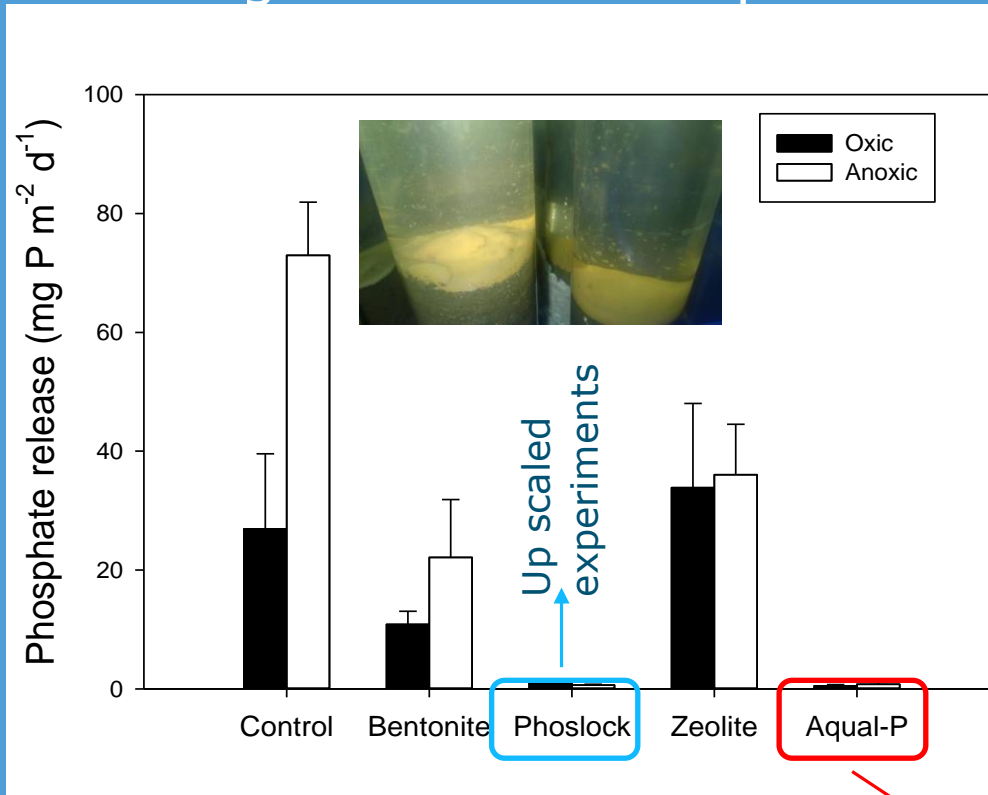 Phosphate release (mg P m-2 d-1)
100
80
60
40
20
0
Oxic
Anoxic
Up scaled
experiments
Control
Bentonite
Phoslock
Zeolite
Aqual-P